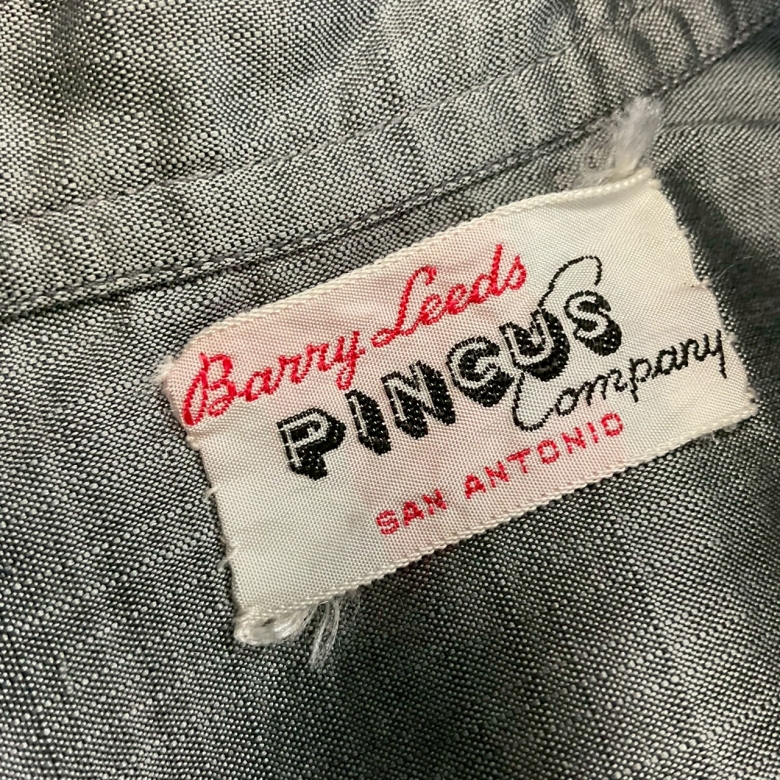 Barry Leeds
PINCUS
Company
SAN ANTONIO